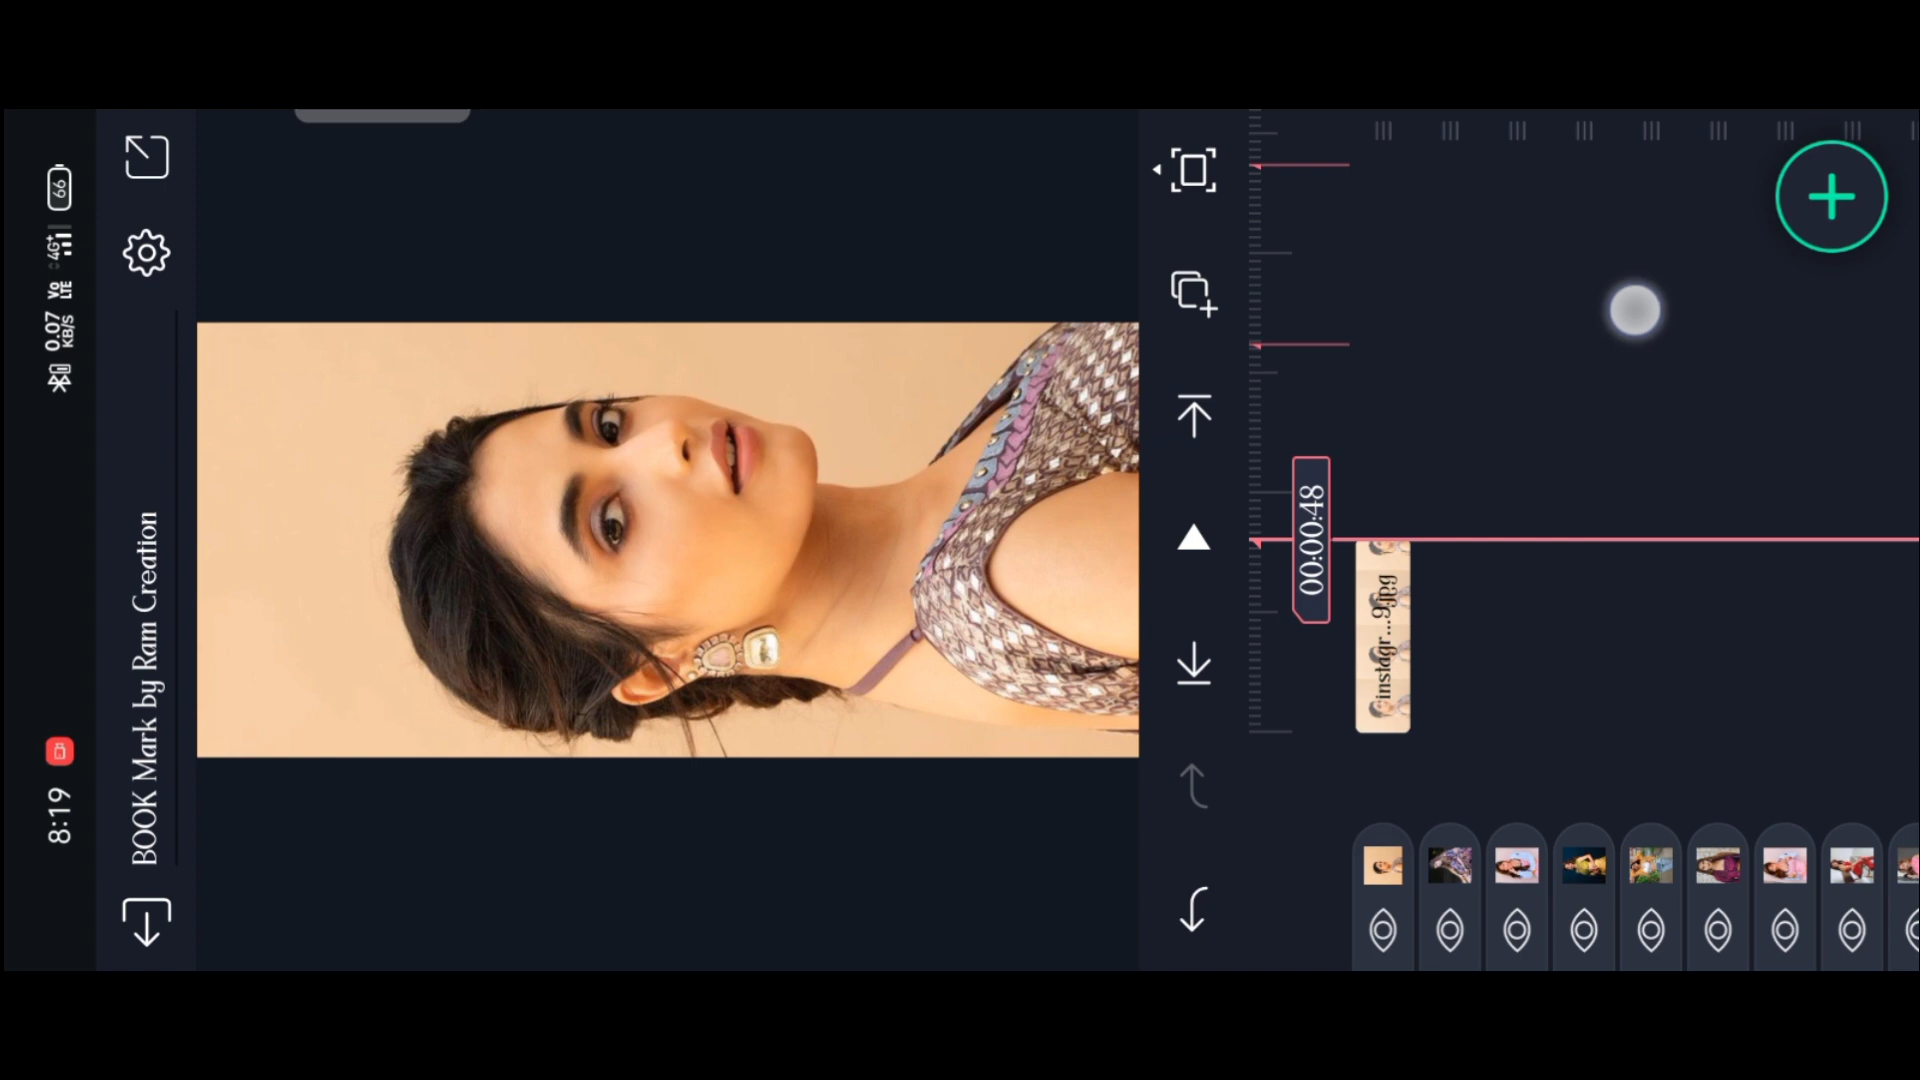 8:19
0.07 KB/S
Vo LTE
4G+
66
BOOK Mark by Ram Creation
00:00:48
instagr...9.jpg